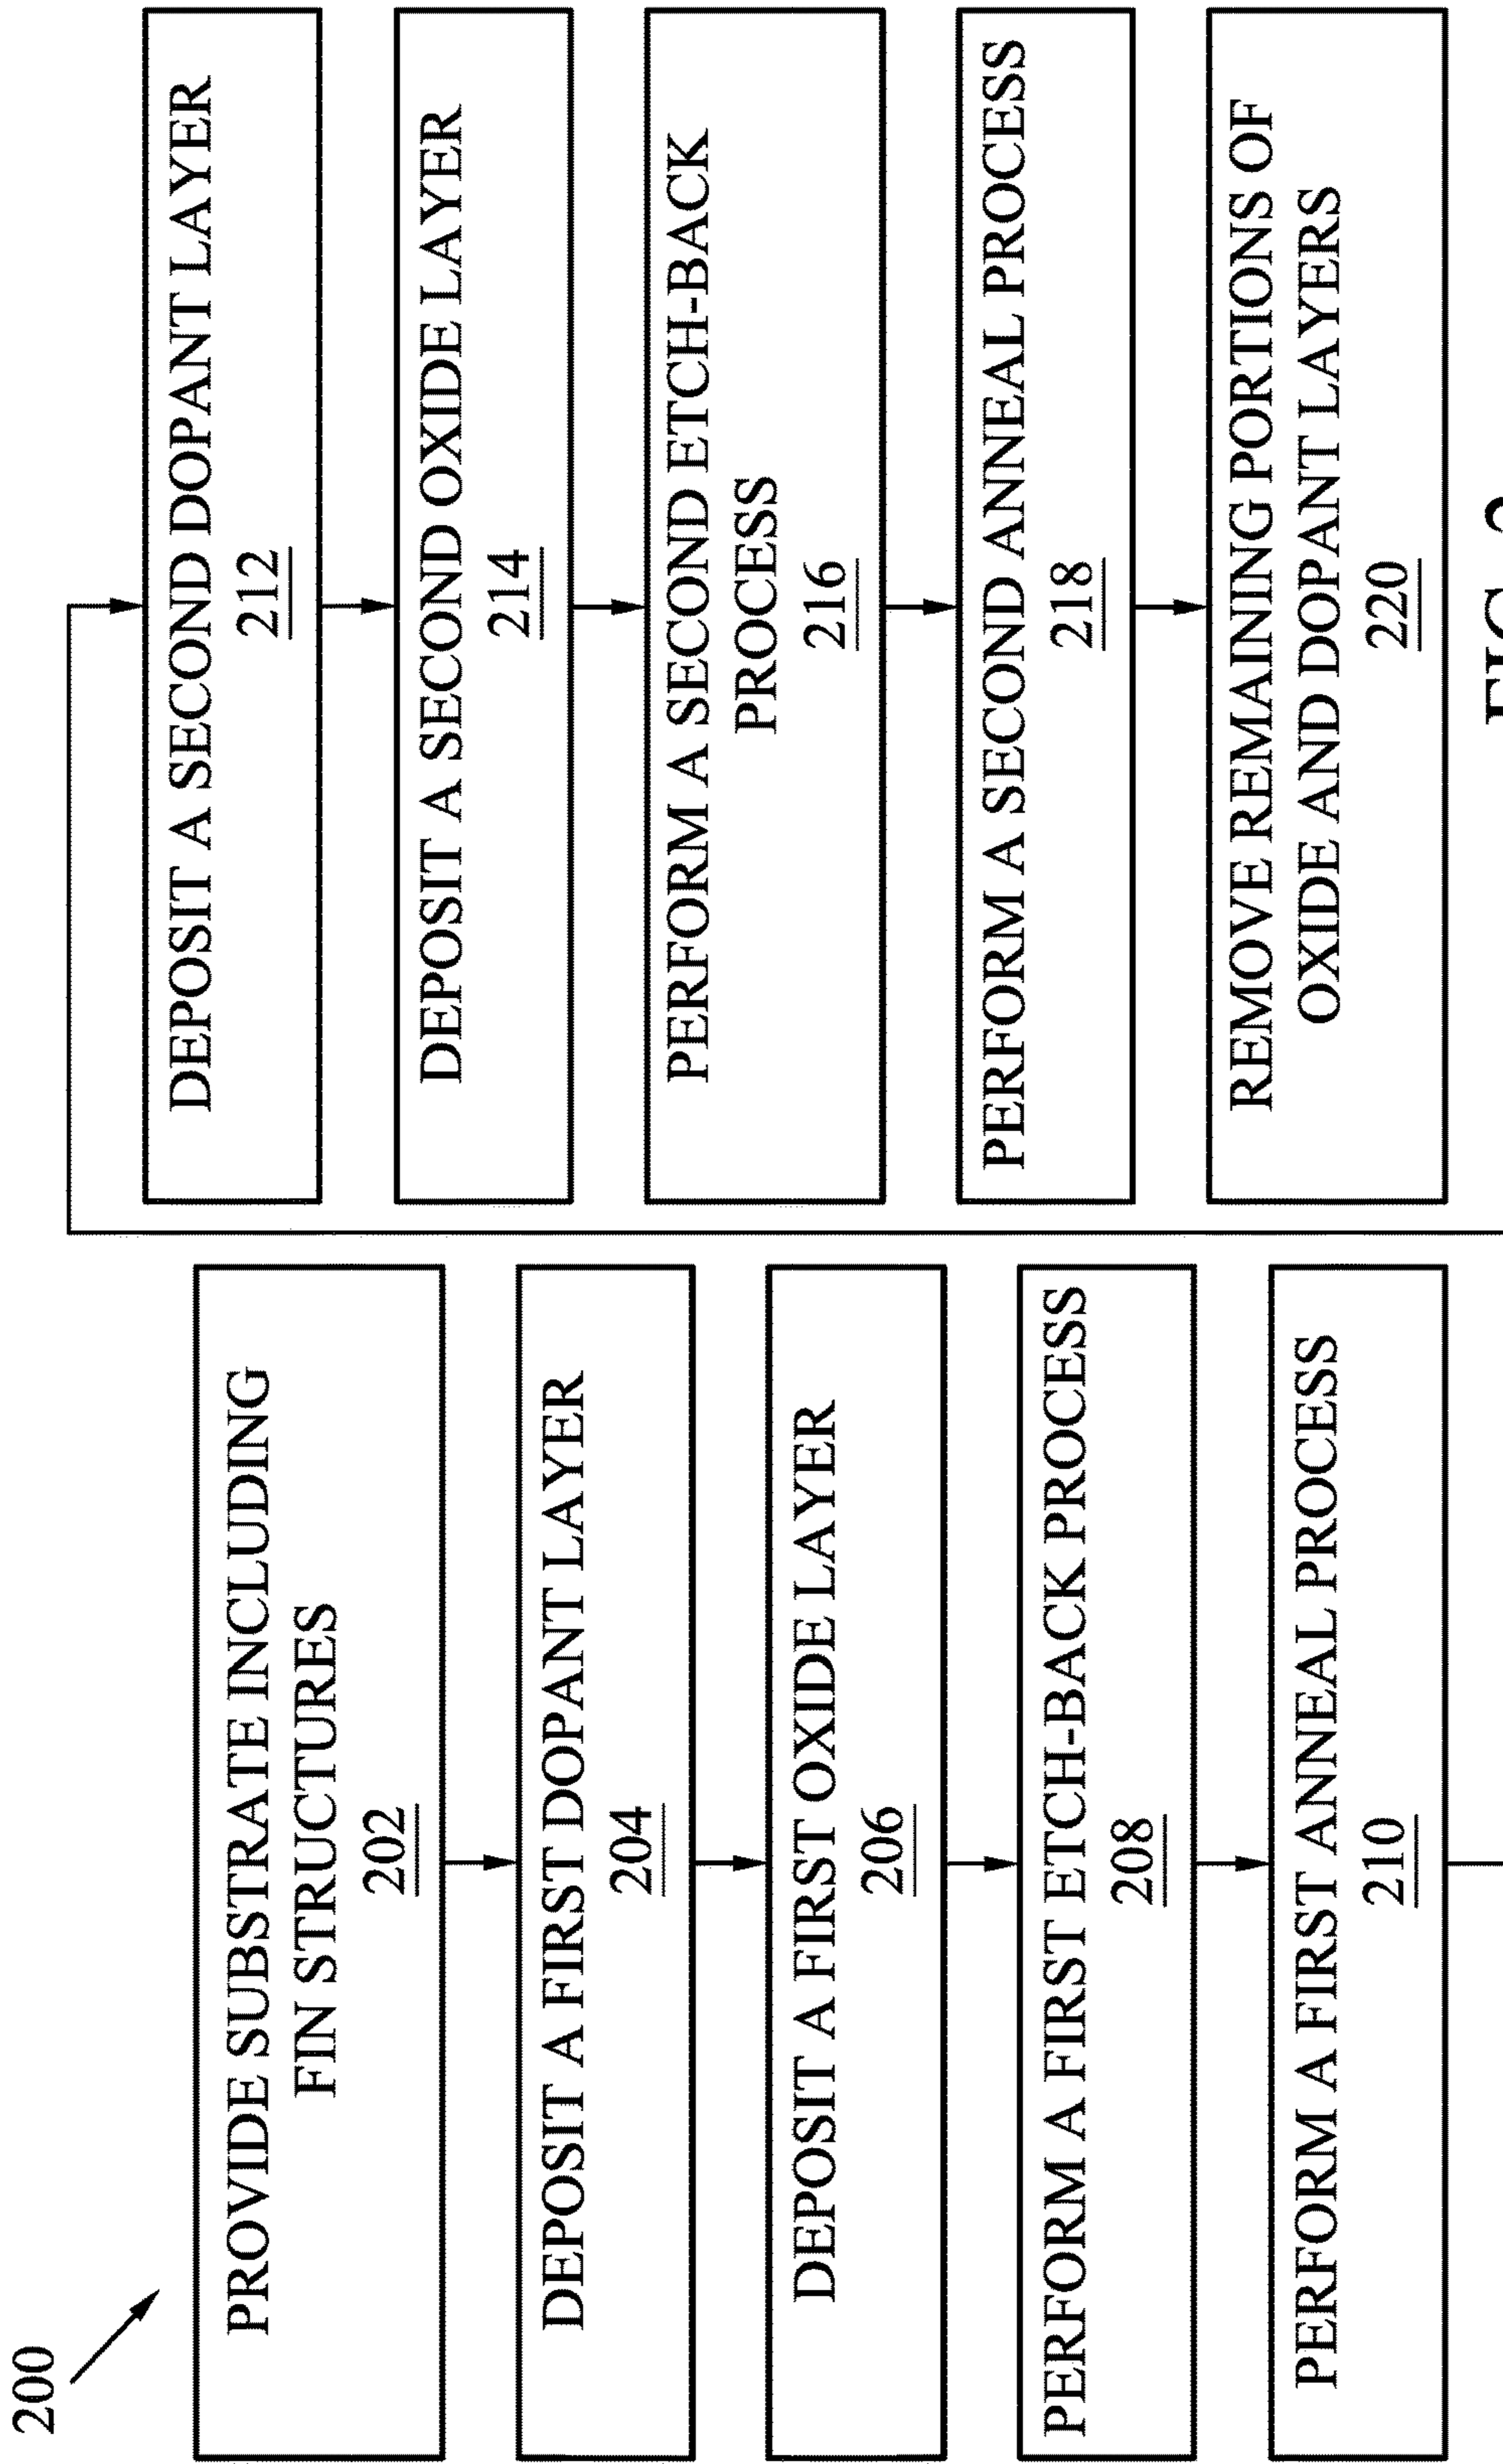 200
PROVIDE SUBSTRATE INCLUDING
FIN STRUCTURES
202
DEPOSIT A FIRST DOPANT LAYER
204
DEPOSIT A FIRST OXIDE LAYER
206
PERFORM A FIRST ETCH-BACK PROCESS
208
PERFORM A FIRST ANNEAL PROCESS
210
DEPOSIT A SECOND DOPANT LAYER
212
DEPOSIT A SECOND OXIDE LAYER
214
PERFORM A SECOND ETCH-BACK
PROCESS
216
PERFORM A SECOND ANNEAL PROCESS
218
REMOVE REMAINING PORTIONS OF
OXIDE AND DOPANT LAYERS
220
FIG.